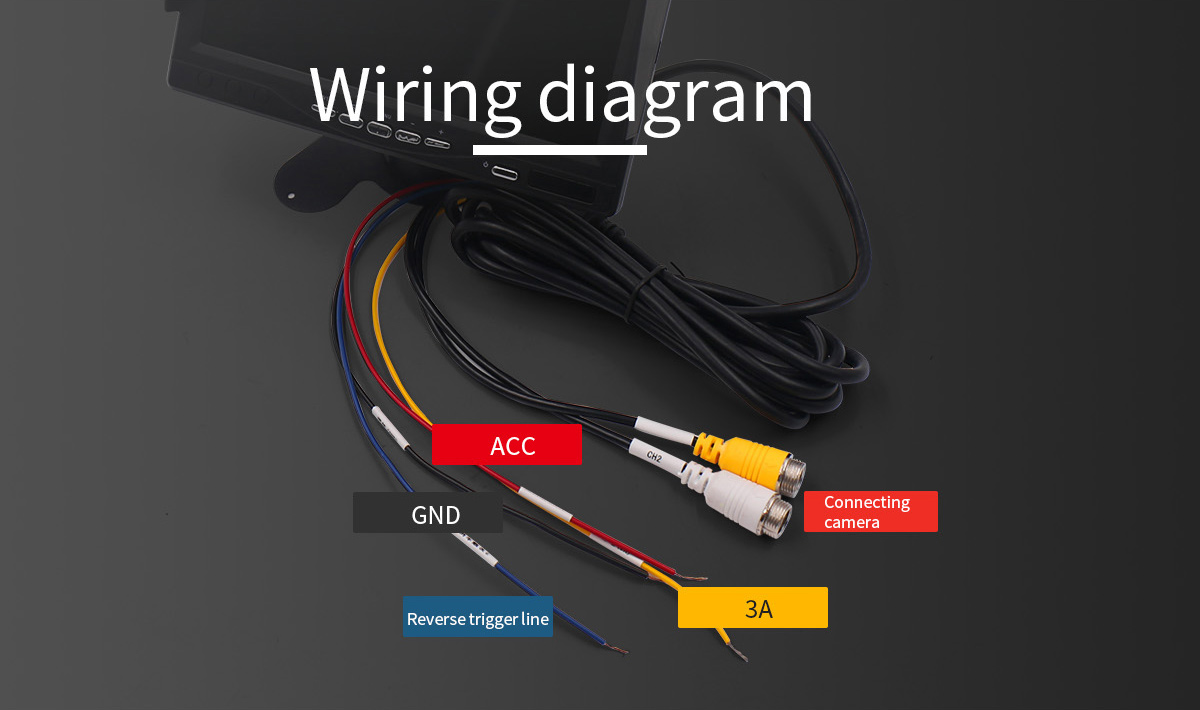 Wiring diagram
ACC
CH2
Connecting
camera
GND
3A
Reverse trigger line